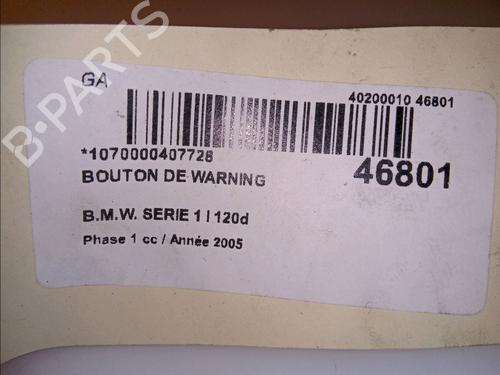 B-PARTS
GA
40200010 46801
*1070000407728
46801
BOUTON DE WARNING
B.M.W. SERIE 1 I 120d
Phase 1 cc / Année 2005